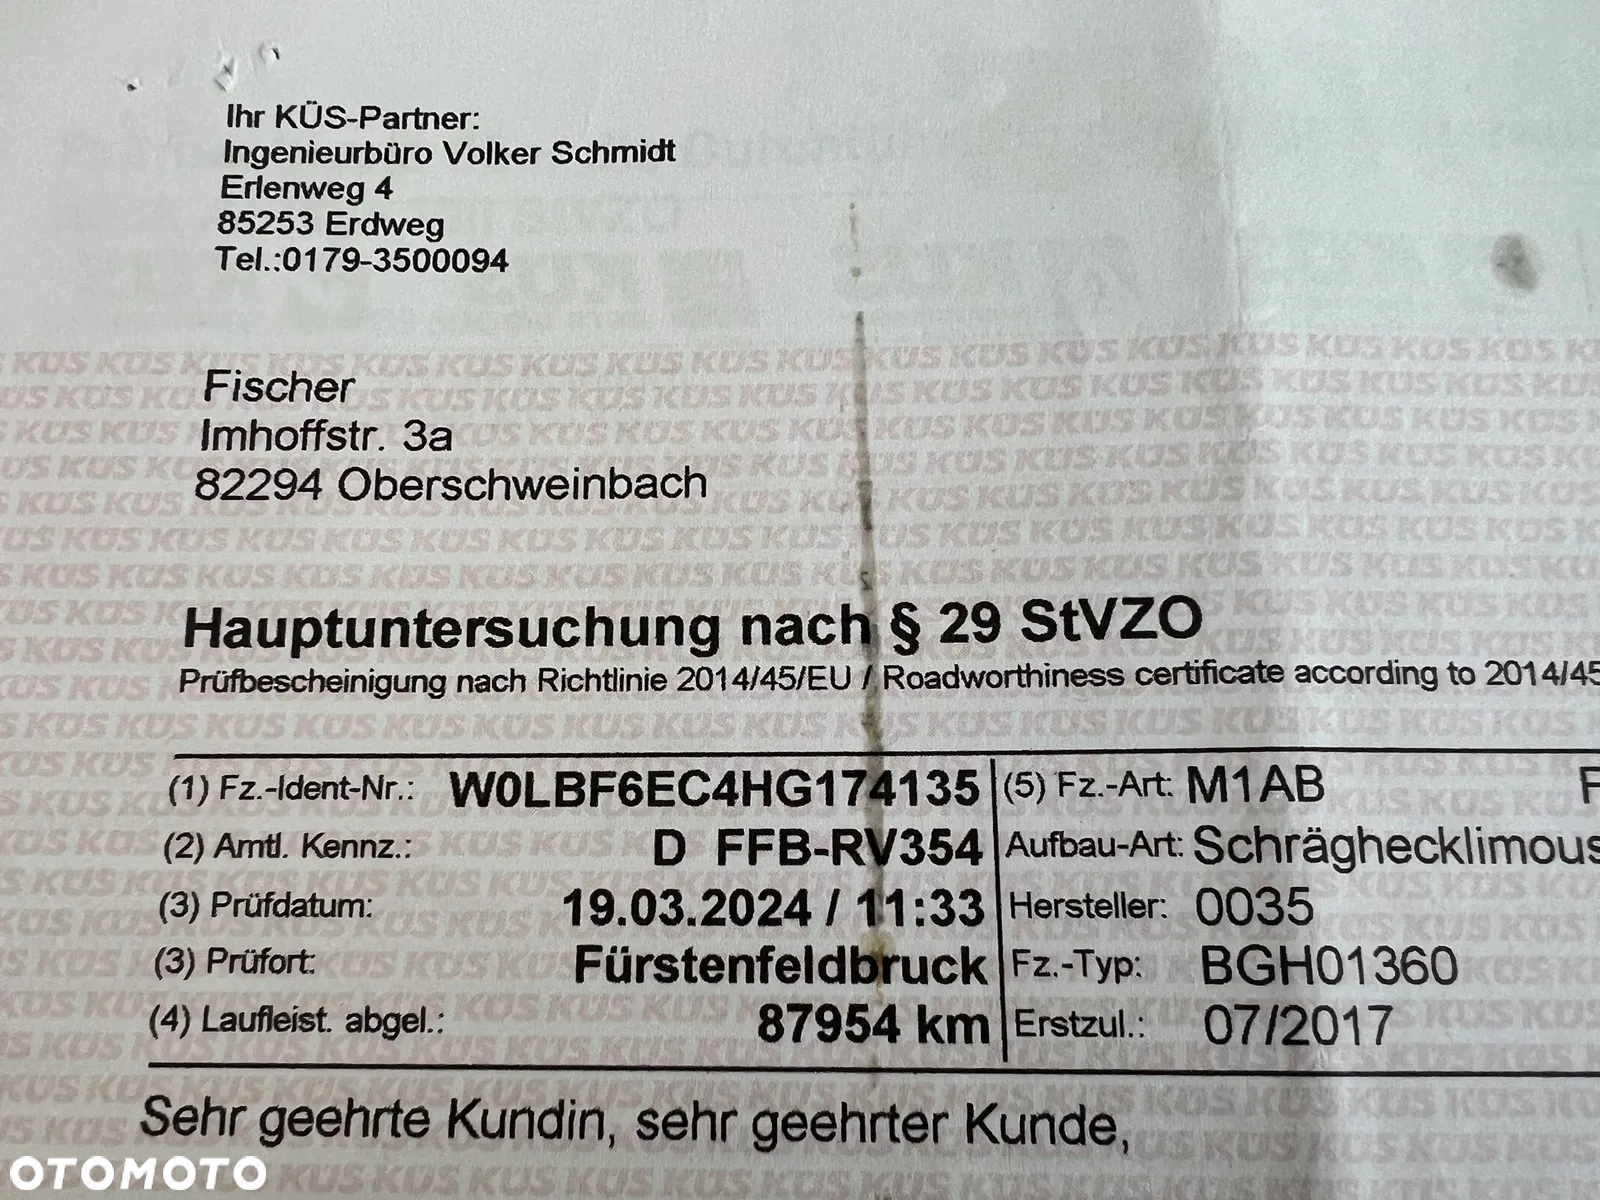 Ihr KÜS-Partner:
Ingenieurbüro Volker Schmidt
Erlenweg 4
85253 Erdweg
Tel.:0179-3500094
Fischer
Imhoffstr. 3a
82294 Oberschweinbach
Hauptuntersuchung nach § 29 StVZO
Prüfbescheinigung nach Richtlinie 2014/45/EU / Roadworthiness certificate according to 2014/45
(1) Fz.-Ident-Nr.: W0LBF6EC4HG174135 (5) Fz.-Art: M1AB
(2) Amtl. Kennz.: D FFB-RV354 Aufbau-Art: Schräghecklimous
(3) Prüfdatum: 19.03.2024 / 11:33 Hersteller: 0035
(3) Prüfort: Fürstenfeldbruck Fz.-Typ: BGH01360
(4) Laufleist. abgel.: 87954 km Erstzul.: 07/2017
Sehr geehrte Kundin, sehr geehrter Kunde,
OTOMOTO